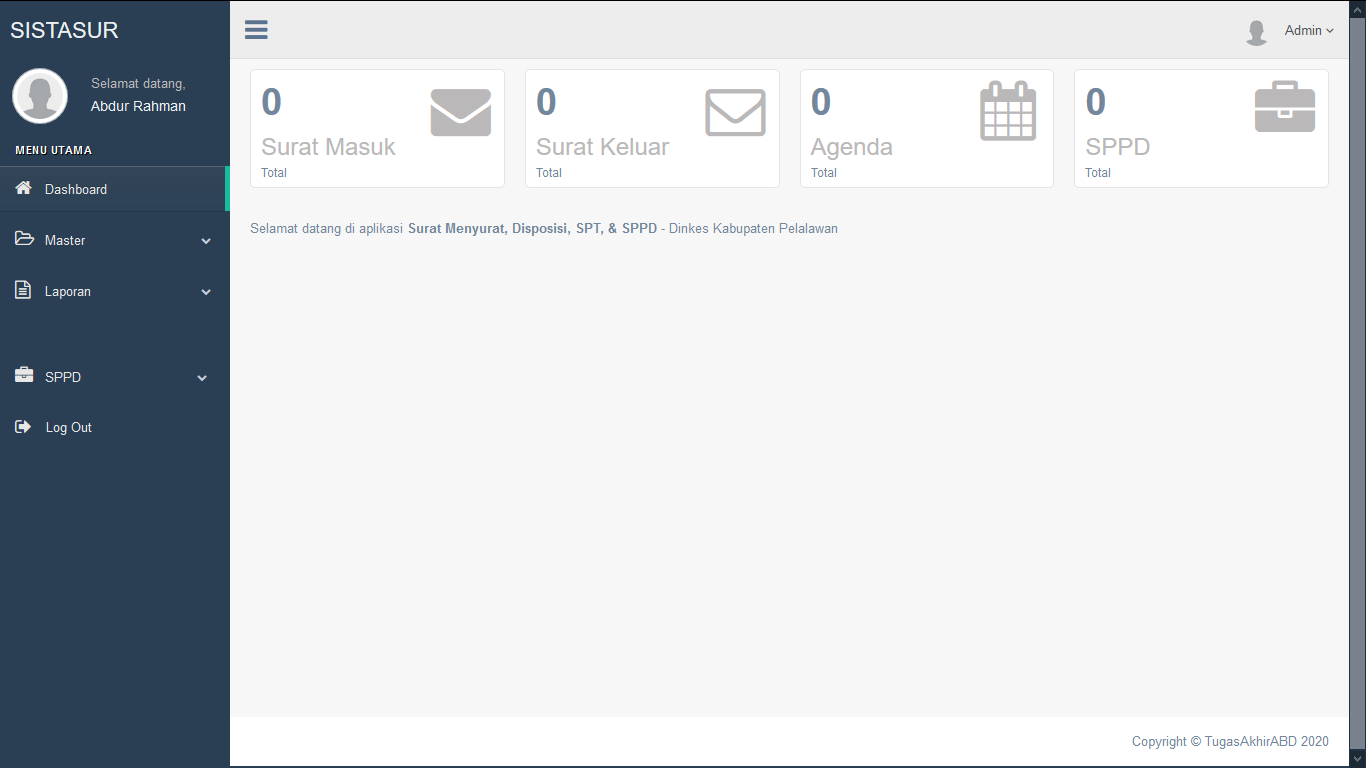 SISTASUR
Selamat datang,
Abdur Rahman
MENU UTAMA
Dashboard
Master
Laporan
SPPD
Log Out
Admin
0
Surat Masuk
Total
0
Surat Keluar
Total
0
Agenda
Total
0
SPPD
Total
Selamat datang di aplikasi Surat Menyurat, Disposisi, SPT, & SPPD - Dinkes Kabupaten Pelalawan
Copyright © TugasAkhirABD 2020